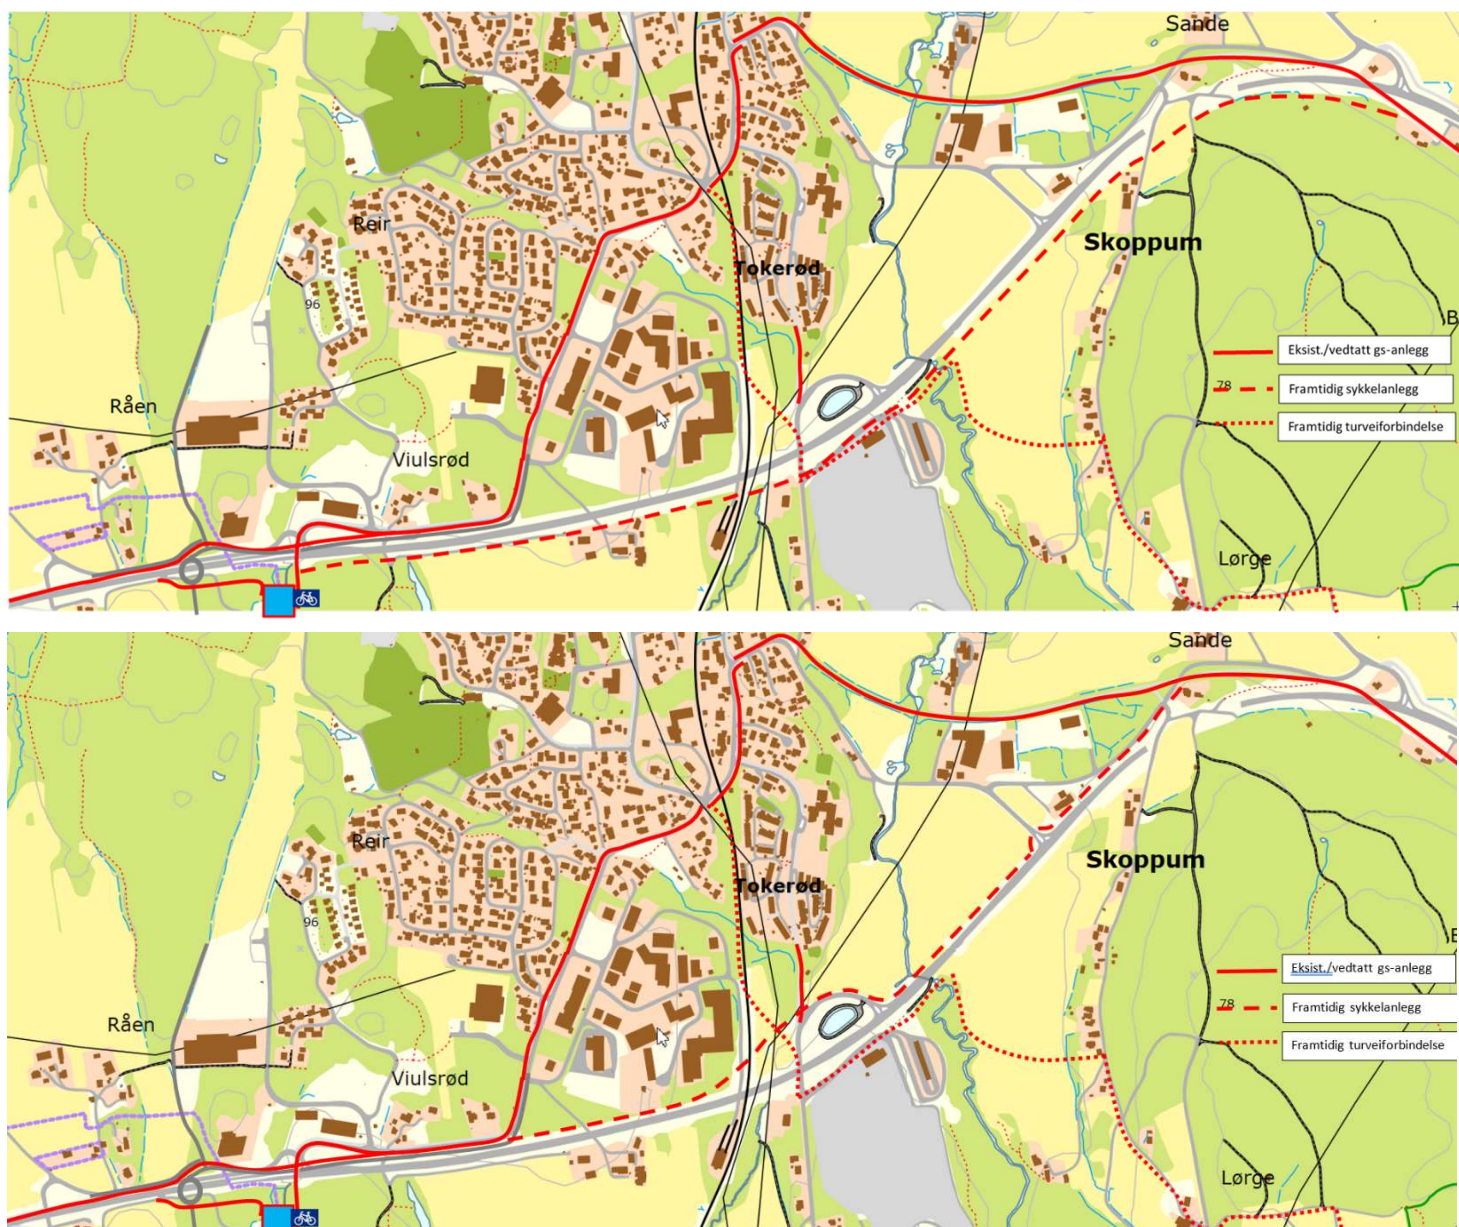 Sande
Reir
Skoppum
Tokerød
96
B
Eksist./vedtatt gs-anlegg
78
Framtidig sykkelanlegg
Råen
Framtidig turveiforbindelse
Viulsrød
Lørge
Sande
Reir
Skoppum
Tokerød
96
Eksist./vedtatt gs-anlegg
78
Framtidig sykkelanlegg
Råen
Framtidig turveiforbindelse
Viulsrød
Lørge